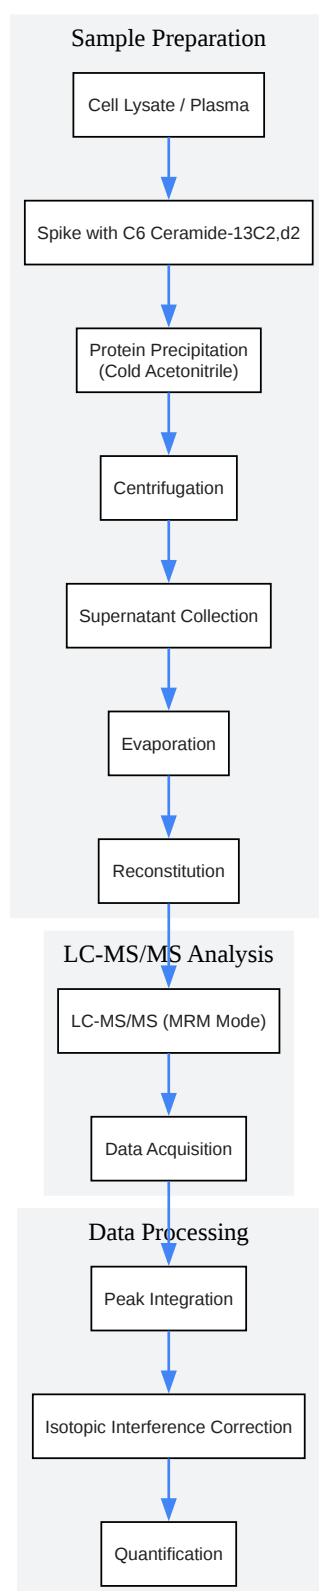 Sample Preparation
Cell Lysate / Plasma
Spike with C6 Ceramide-13C2,d2
Protein Precipitation
(Cold Acetonitrile)
Centrifugation
Supernatant Collection
Evaporation
Reconstitution
LC-MS/MS Analysis
LC-MS/MS (MRM Mode)
Data Acquisition
Data Processing
Peak Integration
Isotopic Interference Correction
Quantification